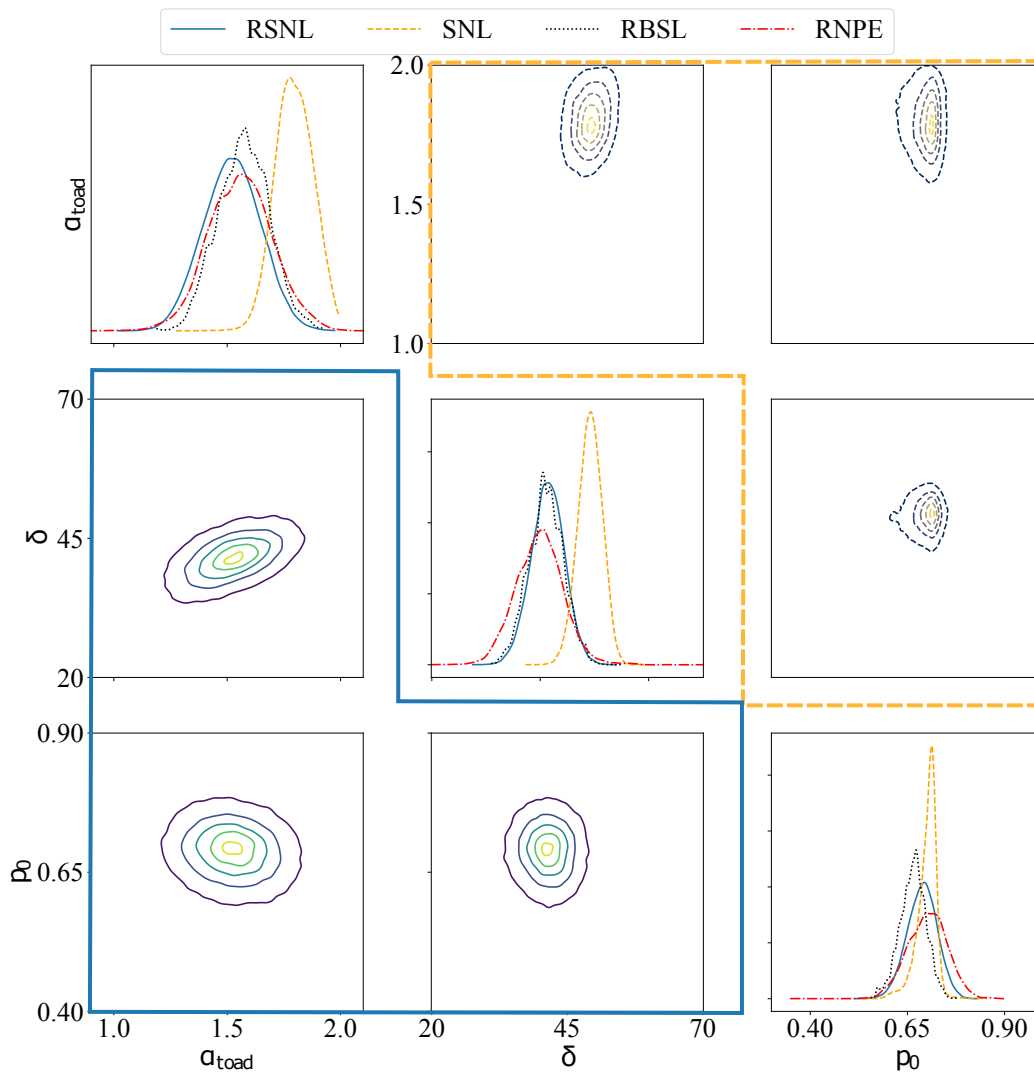 RSNL SNL RBSL RNPE
2.0
α_toad
1.5
1.0
70
δ
45
20
0.90
p₀
0.65
0.40
1.0 1.5 2.0 20 45 70 0.40 0.65 0.90
α_toad δ p₀